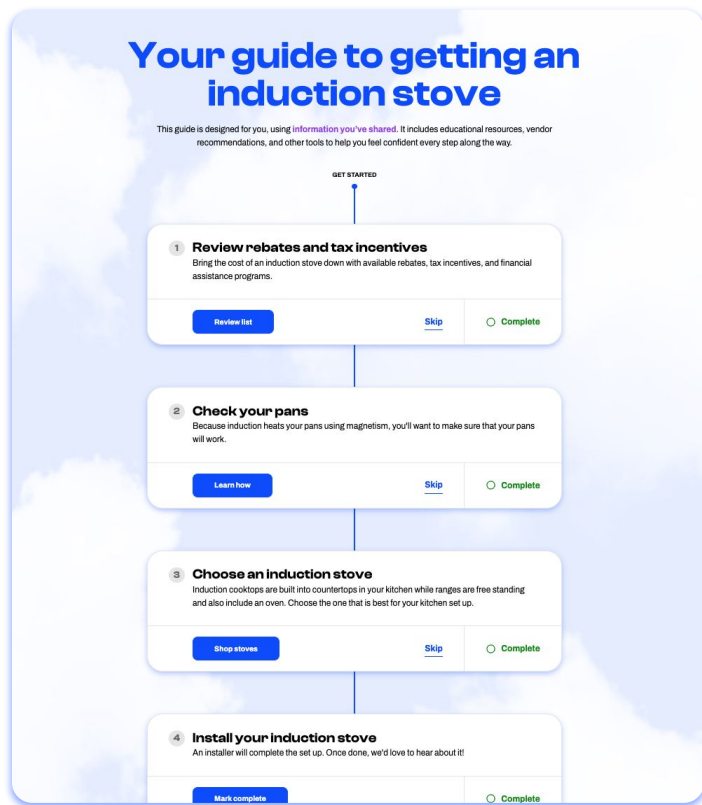 Your guide to getting an
induction stove
This guide is designed for you, using information you've shared. It includes educational resources, vendor
recommendations, and other tools to help you feel confident every step along the way.
GET STARTED
1 Review rebates and tax incentives
Bring the cost of an induction stove down with available rebates, tax incentives, and financial
assistance programs.
Review list Skip Complete
2 Check your pans
Because induction heats your pans using magnetism, you'll want to make sure that your pans
will work.
Learn how Skip Complete
3 Choose an induction stove
Induction cooktops are built into countertops in your kitchen while ranges are free standing
and also include an oven. Choose the one that is best for your kitchen set up.
Shop stoves Skip Complete
4 Install your induction stove
An installer will complete the set up. Once done, we'd love to hear about it!
Mark complete Complete